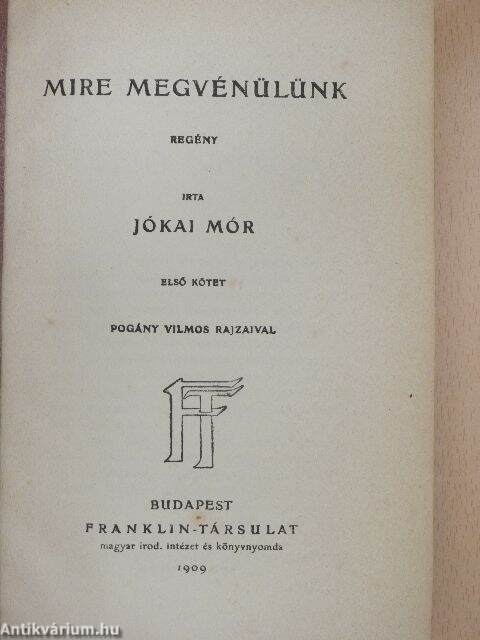 MIRE MEGVÉNÜLÜNK
REGÉNY
IRTA
JÓKAI MÓR
ELSŐ KÖTET
POGÁNY VILMOS RAJZAIVAL
FT
BUDAPEST
FRANKLIN-TÁRSULAT
magyar irod. intézet és könyvnyomda
1909
Antikvárium.hu